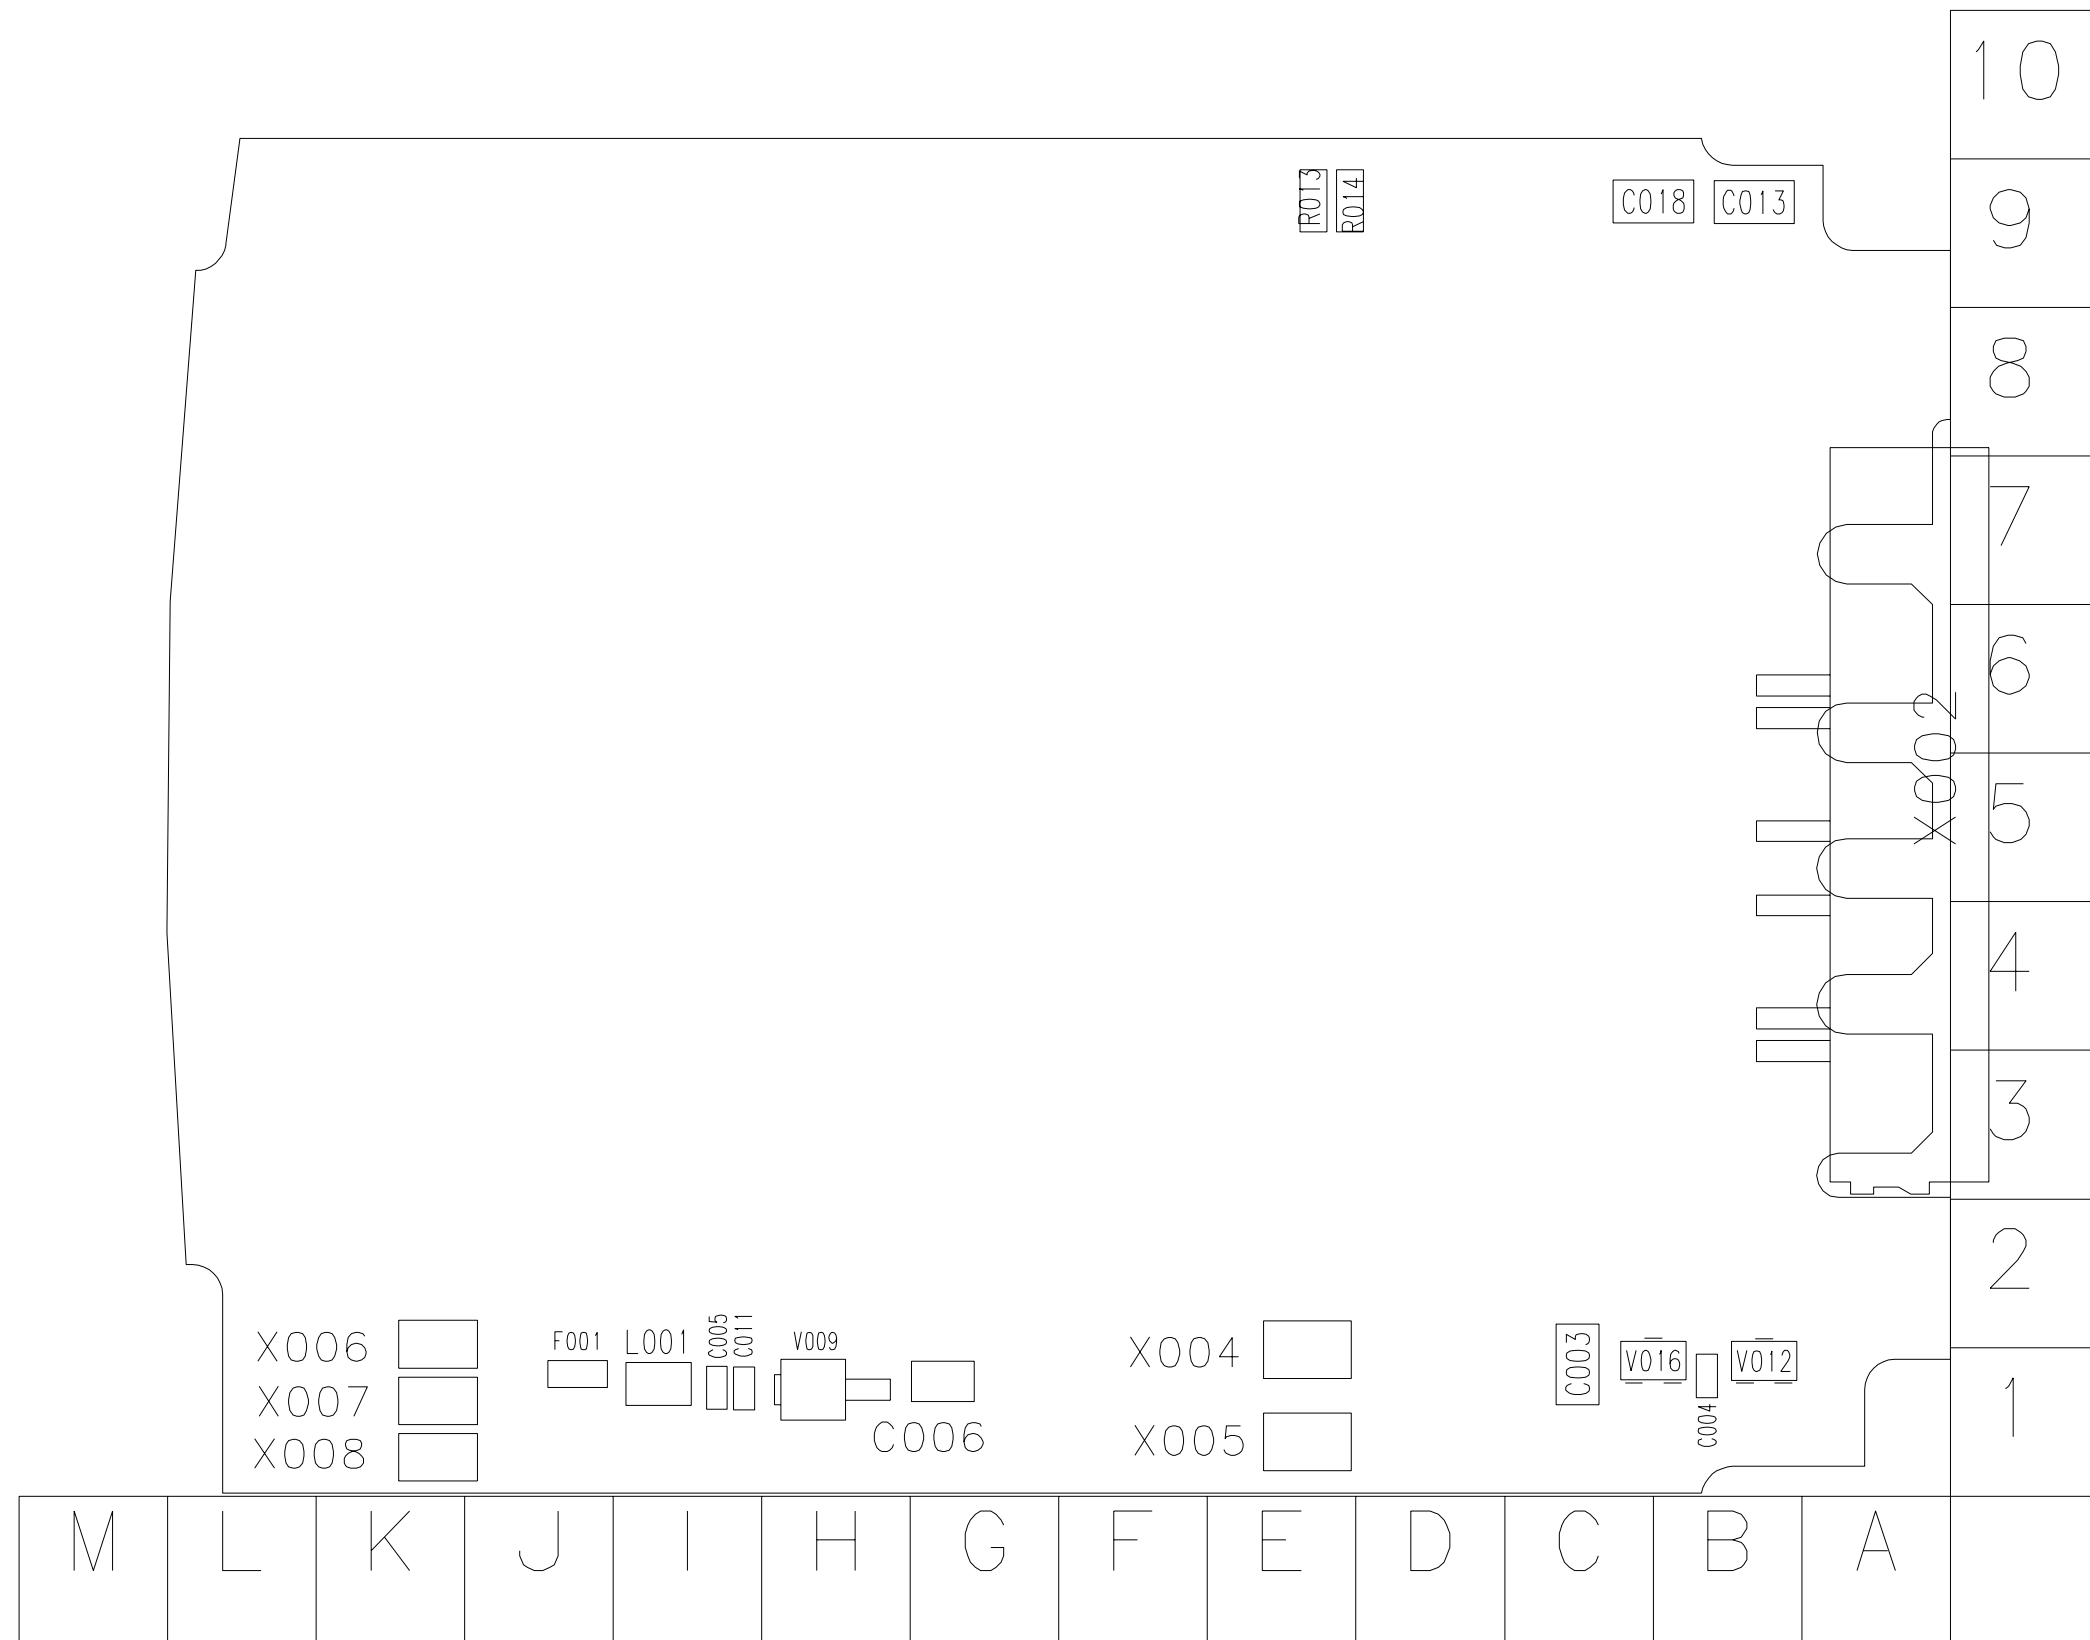 10
R013 R014 C018 C013 9
8
7
6
X002
5
4
3
2
X006 F001 L001 C005 C011 V009 X004 C003 V016 V012
X007 1
X008 C006 X005 C004
M L K J I H G F E D C B A